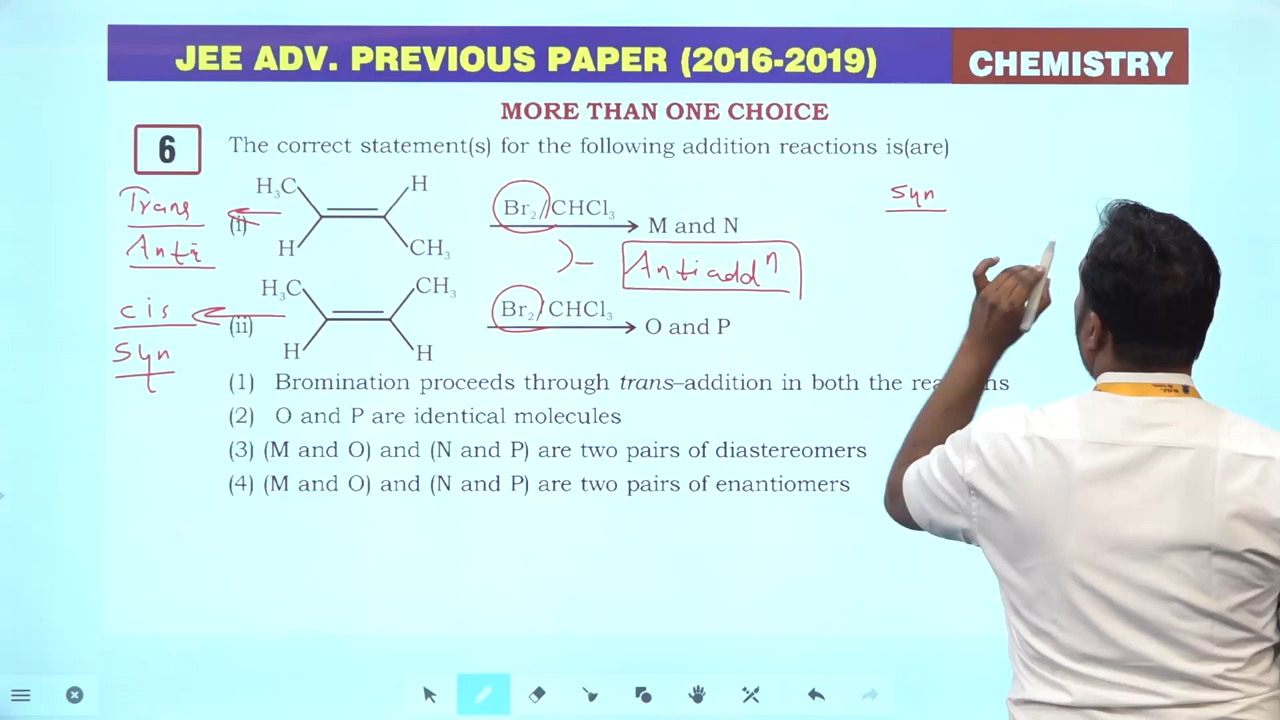 JEE ADV. PREVIOUS PAPER (2016-2019)
CHEMISTRY
MORE THAN ONE CHOICE
6
The correct statement(s) for the following addition reactions is(are)
Trans
Anti
(i)
H₃C
H
H
CH₃
Br₂/CHCl₃
M and N
Syn
Anti addⁿ
cis
Syn
(ii)
H₃C
CH₃
H
H
Br₂/CHCl₃
O and P
(1) Bromination proceeds through trans–addition in both the
(2) O and P are identical molecules
(3) (M and O) and (N and P) are two pairs of diastereomers
(4) (M and O) and (N and P) are two pairs of enantiomers